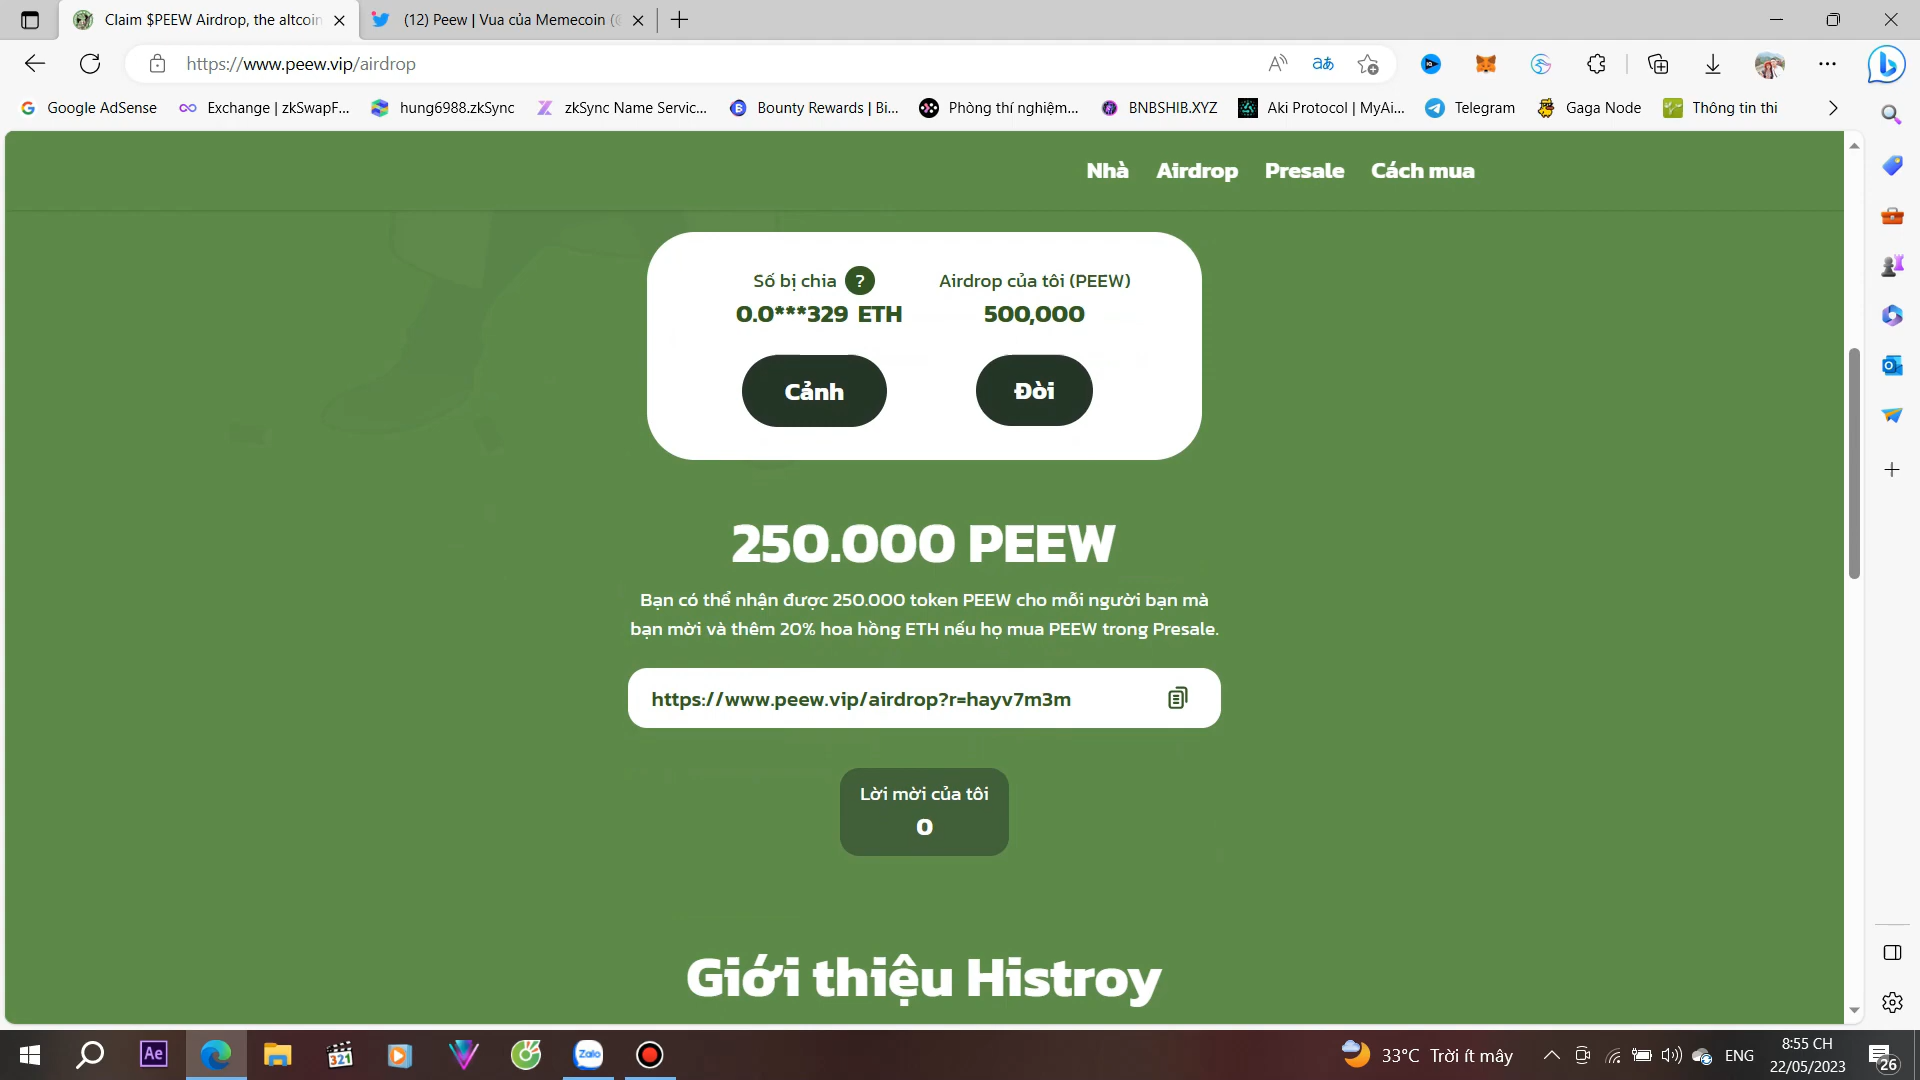 Claim $PEEW Airdrop, the altcoin
(12) Peew | Vua của Memecoin (@
https://www.peew.vip/airdrop
Google AdSense
Exchange | zkSwapF...
hung6988.zkSync
zkSync Name Servic...
Bounty Rewards | Bi...
Phòng thí nghiệm...
BNBSHIB.XYZ
Aki Protocol | MyAi...
Telegram
Gaga Node
Thông tin thi
Nhà Airdrop Presale Cách mua
Số bị chia ? Airdrop của tôi (PEEW)
0.0***329 ETH 500,000
Cảnh Đòi
250.000 PEEW
Bạn có thể nhận được 250.000 token PEEW cho mỗi người bạn mà
bạn mời và thêm 20% hoa hồng ETH nếu họ mua PEEW trong Presale.
https://www.peew.vip/airdrop?r=hayv7m3m
Lời mời của tôi
0
Giới thiệu Histroy
Ae
321
Zalo
33°C Trời ít mây
ENG
8:55 CH
22/05/2023
26